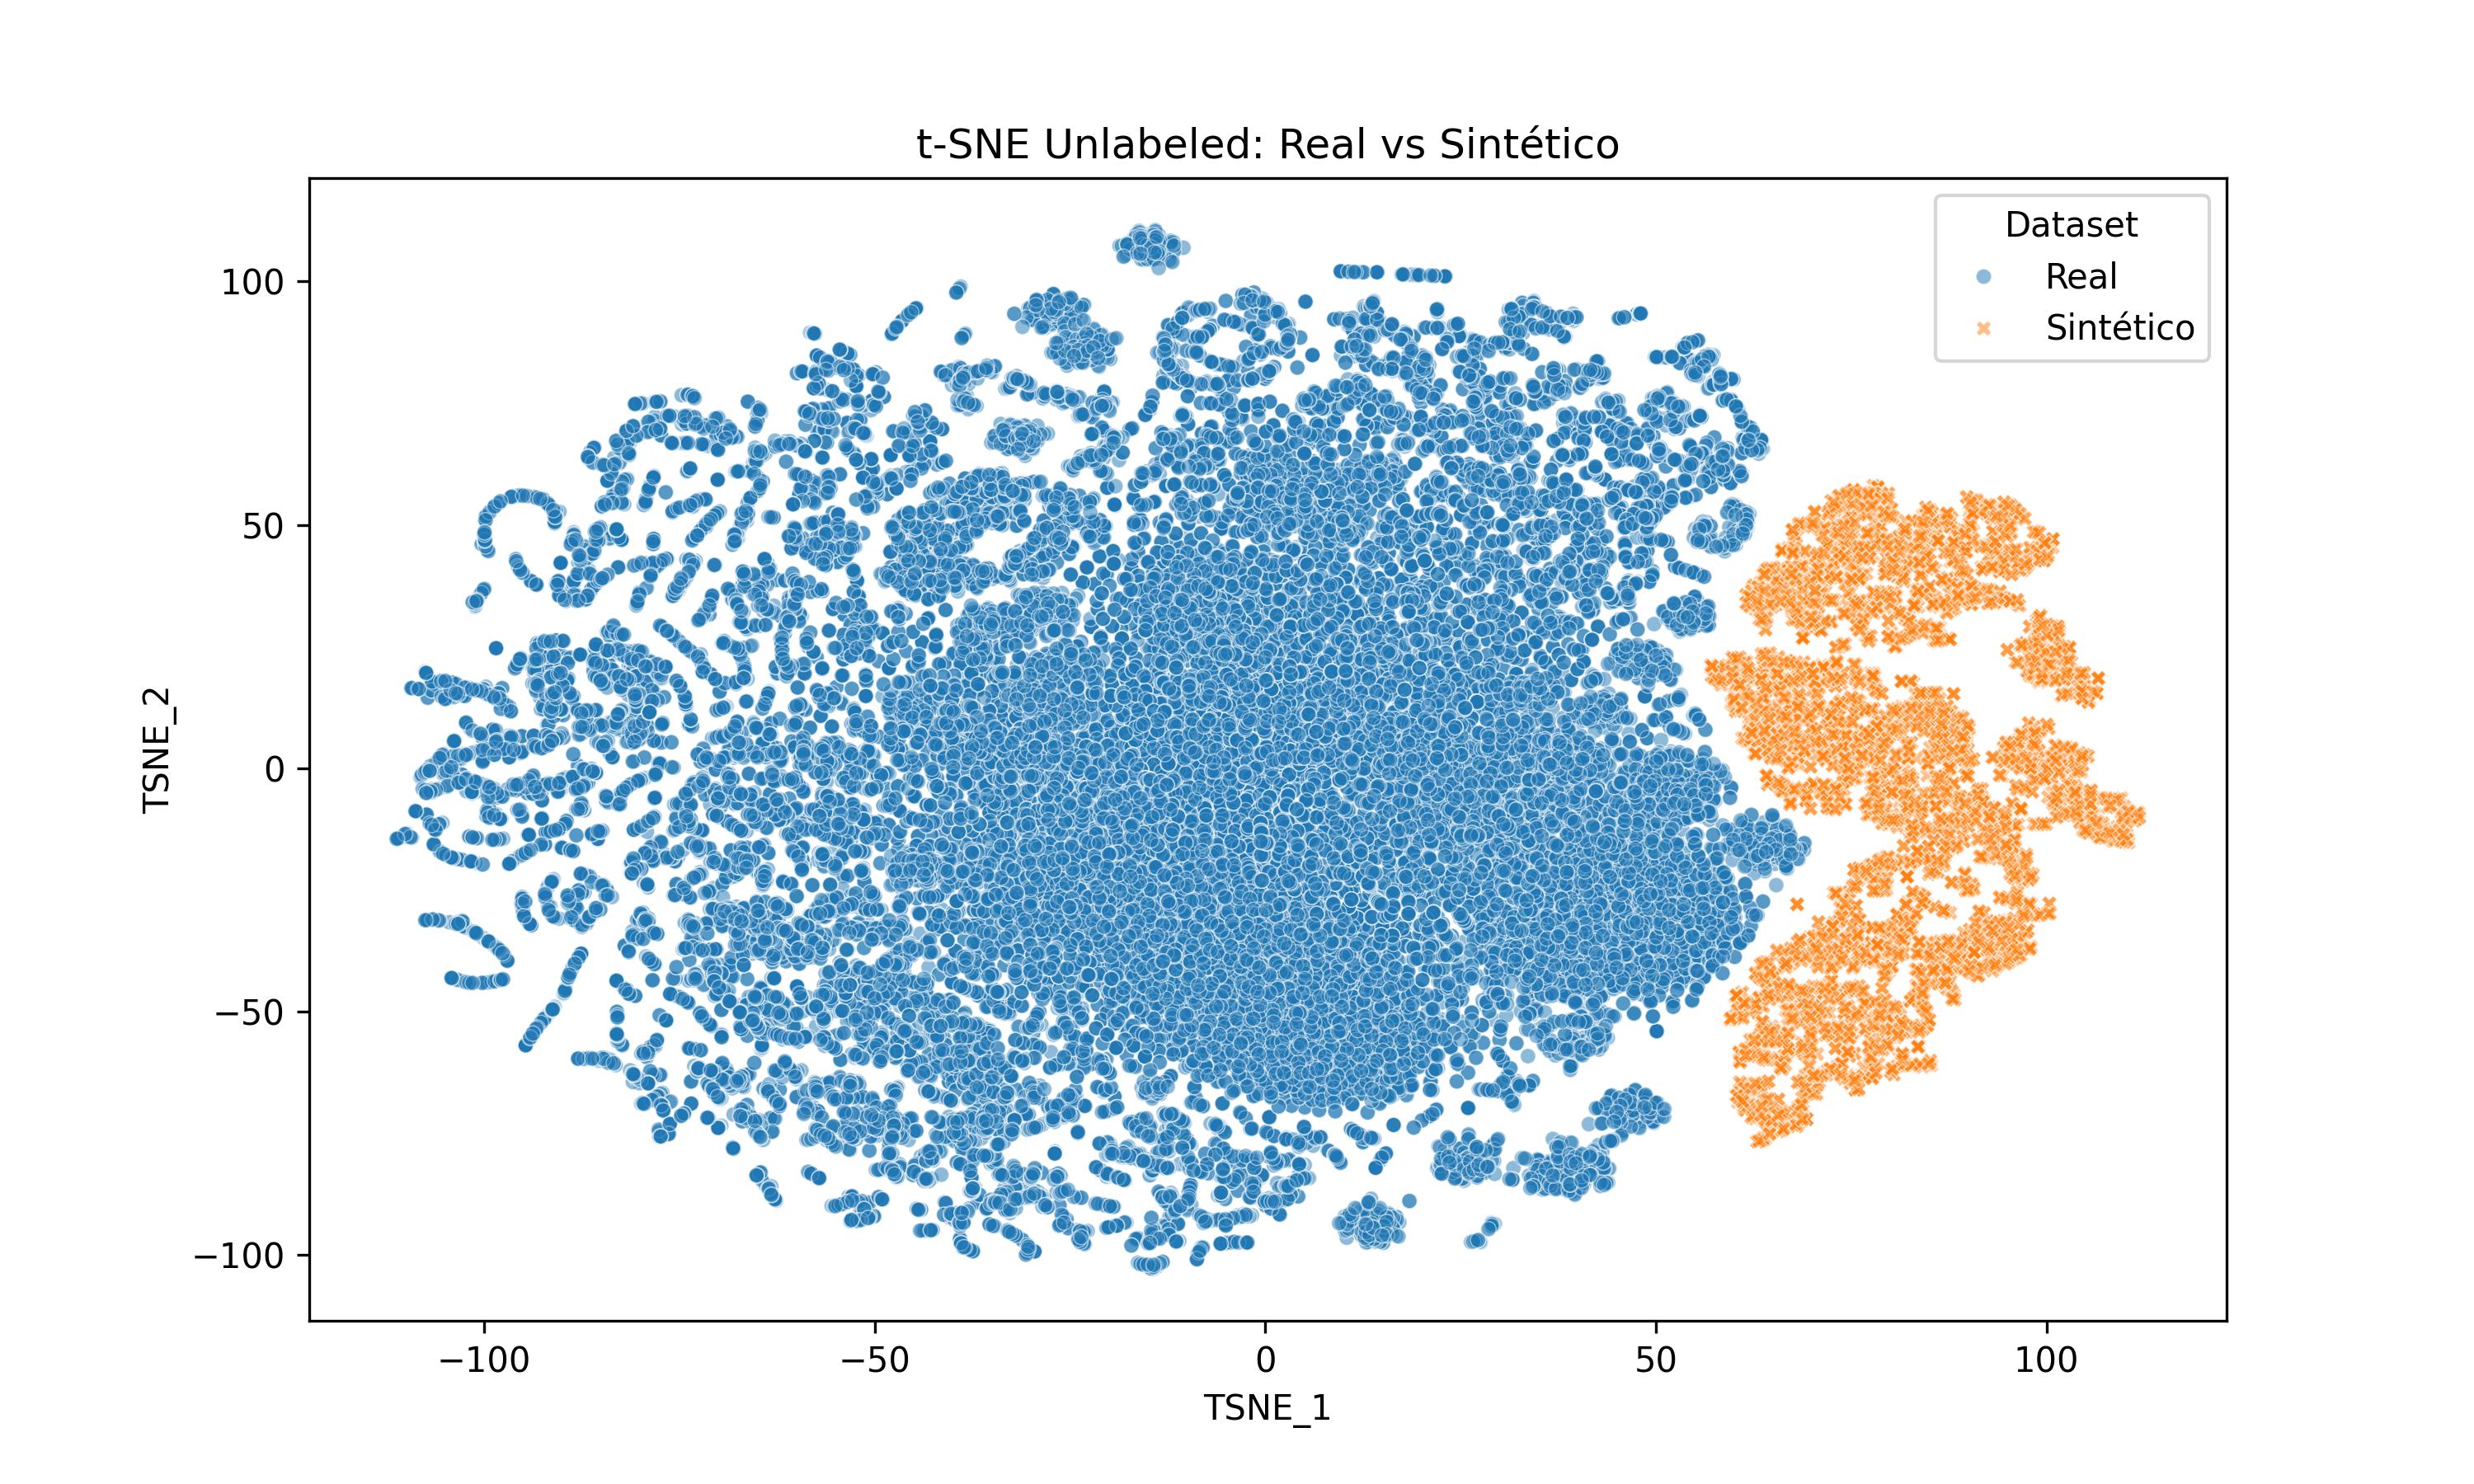 t-SNE Unlabeled: Real vs Sintético
Dataset
Real
Sintético
100
50
0
−50
−100
TSNE_2
−100
−50
0
50
100
TSNE_1